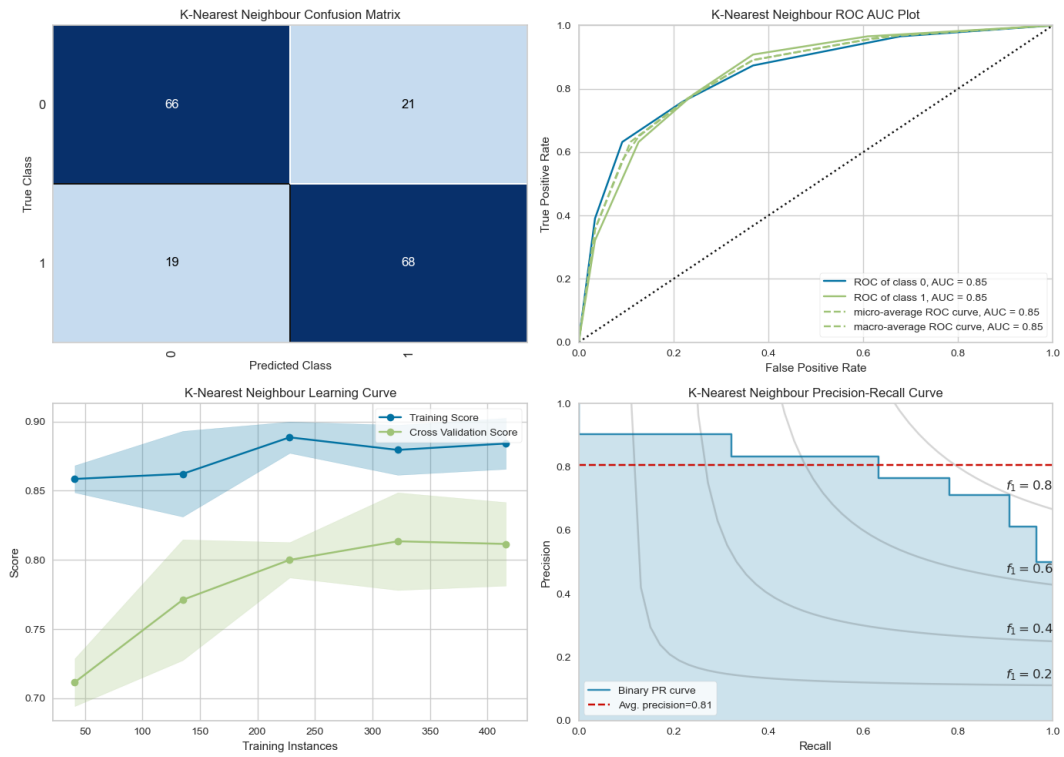 K-Nearest Neighbour Confusion Matrix
True Class
0
1
66
21
19
68
0
1
Predicted Class
K-Nearest Neighbour ROC AUC Plot
True Positive Rate
1.0
0.8
0.6
0.4
0.2
0.0
ROC of class 0, AUC = 0.85
ROC of class 1, AUC = 0.85
micro-average ROC curve, AUC = 0.85
macro-average ROC curve, AUC = 0.85
0.0 0.2 0.4 0.6 0.8 1.0
False Positive Rate
K-Nearest Neighbour Learning Curve
Score
0.90
0.85
0.80
0.75
0.70
Training Score
Cross Validation Score
50 100 150 200 250 300 350 400
Training Instances
K-Nearest Neighbour Precision-Recall Curve
Precision
1.0
0.8
0.6
0.4
0.2
0.0
f₁ = 0.8
f₁ = 0.6
f₁ = 0.4
f₁ = 0.2
Binary PR curve
Avg. precision=0.81
0.0 0.2 0.4 0.6 0.8 1.0
Recall